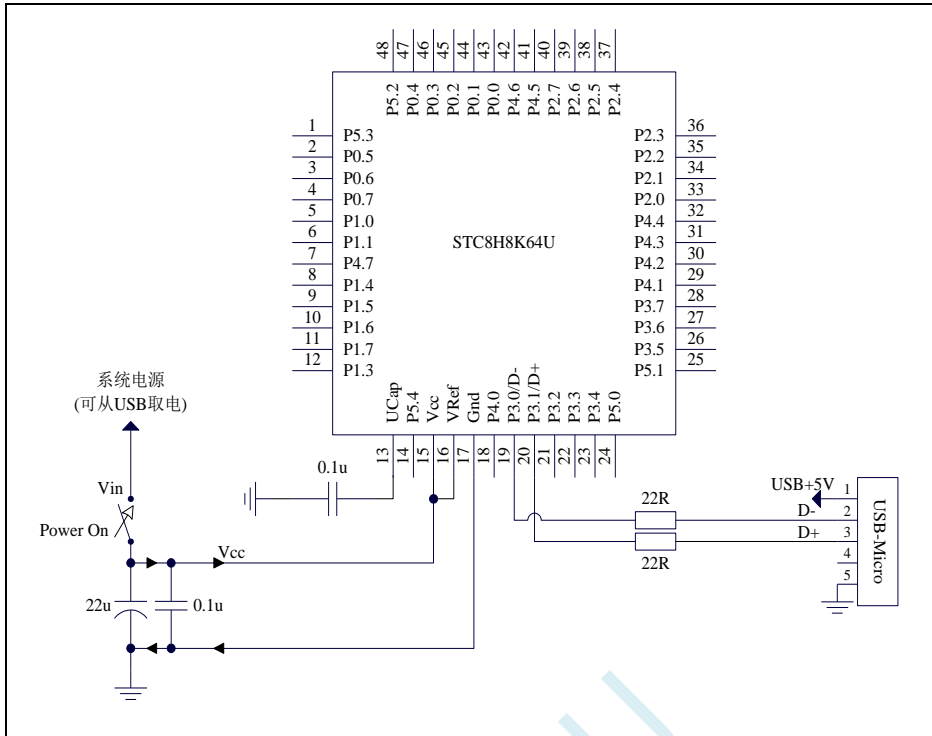 48 47 46 45 44 43 42 41 40 39 38 37
P5.2 P0.4 P0.3 P0.2 P0.1 P0.0 P4.6 P4.5 P2.7 P2.6 P2.5 P2.4
1 P5.3 P2.3 36
2 P0.5 P2.2 35
3 P0.6 P2.1 34
4 P0.7 P2.0 33
5 P1.0 P4.4 32
6 P1.1 STC8H8K64U P4.3 31
7 P4.7 P4.2 30
8 P1.4 P4.1 29
9 P1.5 P3.7 28
10 P1.6 P3.6 27
11 P1.7 P3.5 26
12 P1.3 P5.1 25
UCap P5.4 Vcc VRef Gnd P4.0 P3.0/D- P3.1/D+ P3.2 P3.3 P3.4 P5.0
13 14 15 16 17 18 19 20 21 22 23 24
系统电源
(可从USB取电)
Vin
Power On
Vcc
22u
0.1u
0.1u
22R
22R
USB+5V
D-
D+
1
2
3
4
5
USB-Micro